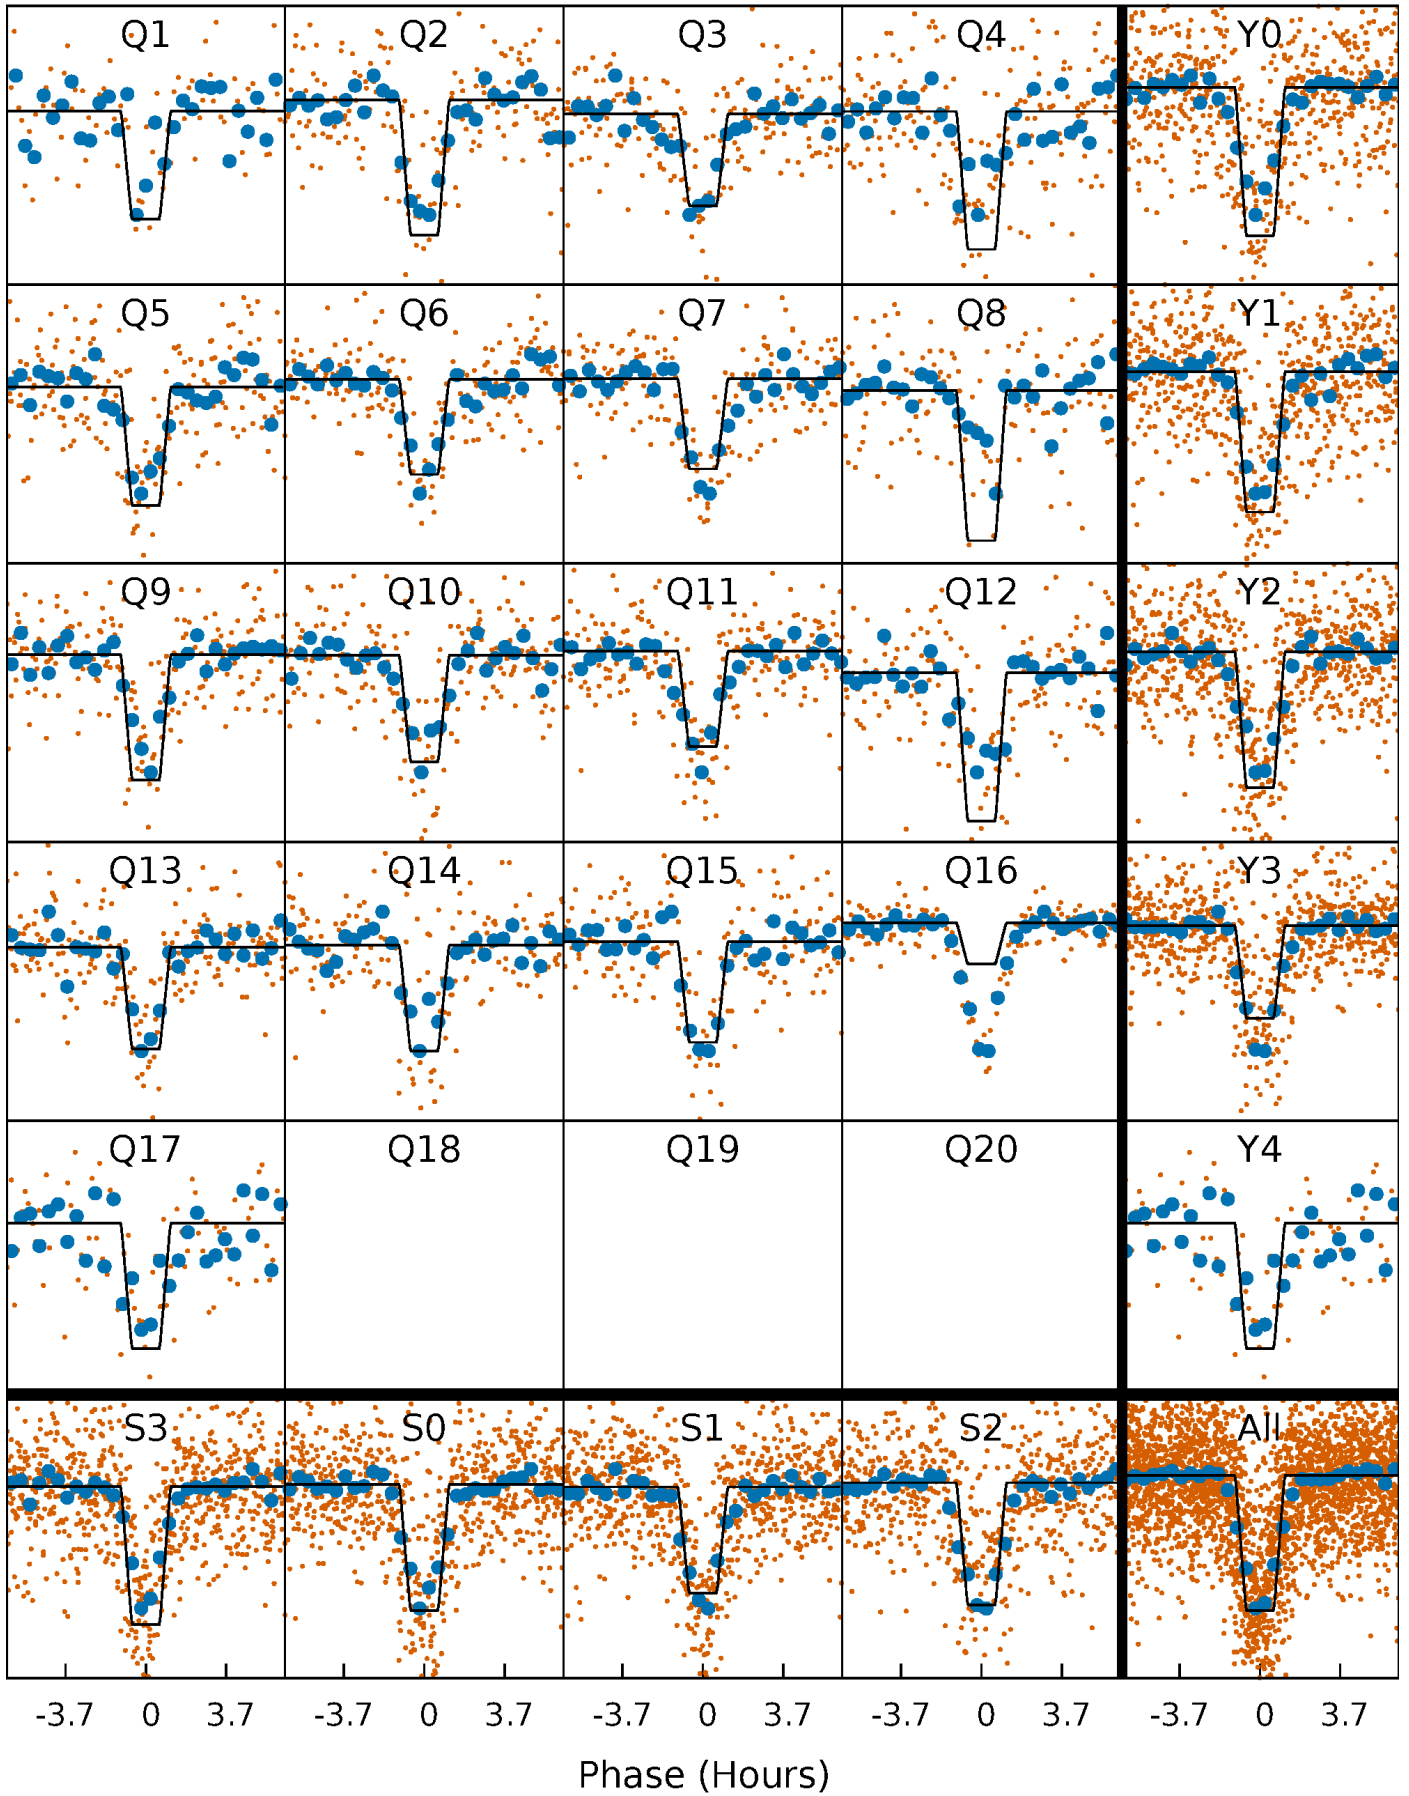 Q1 Q2 Q3 Q4 Y0
Q5 Q6 Q7 Q8 Y1
Q9 Q10 Q11 Q12 Y2
Q13 Q14 Q15 Q16 Y3
Q17 Q18 Q19 Q20 Y4
S3 S0 S1 S2 All
-3.7 0 3.7 -3.7 0 3.7 -3.7 0 3.7 -3.7 0 3.7 -3.7 0 3.7
Phase (Hours)